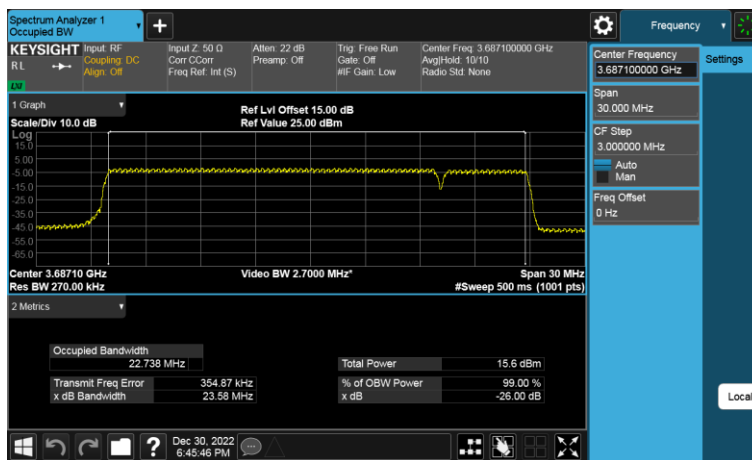 Spectrum Analyzer 1
Occupied BW
Frequency
KEYSIGHT Input: RF Input Z: 50 Ω Atten: 22 dB Trig: Free Run Center Freq: 3.687100000 GHz
RL Coupling: DC Corr CCorr Preamp: Off Gate: Off Avg|Hold: 10/10
Align: Off Freq Ref: Int (S) #IF Gain: Low Radio Std: None
LXI
Center Frequency
3.687100000 GHz
Settings
Span
30.000 MHz
CF Step
3.000000 MHz
Auto
Man
Freq Offset
0 Hz
Local
1 Graph
Ref Lvl Offset 15.00 dB
Scale/Div 10.0 dB Ref Value 25.00 dBm
Log
15.0
5.00
-5.00
-15.0
-25.0
-35.0
-45.0
-55.0
-65.0
Center 3.68710 GHz Video BW 2.7000 MHz* Span 30 MHz
Res BW 270.00 kHz #Sweep 500 ms (1001 pts)
2 Metrics
Occupied Bandwidth
22.738 MHz Total Power 15.6 dBm
Transmit Freq Error 354.87 kHz % of OBW Power 99.00 %
x dB Bandwidth 23.58 MHz x dB -26.00 dB
? Dec 30, 2022
6:45:46 PM